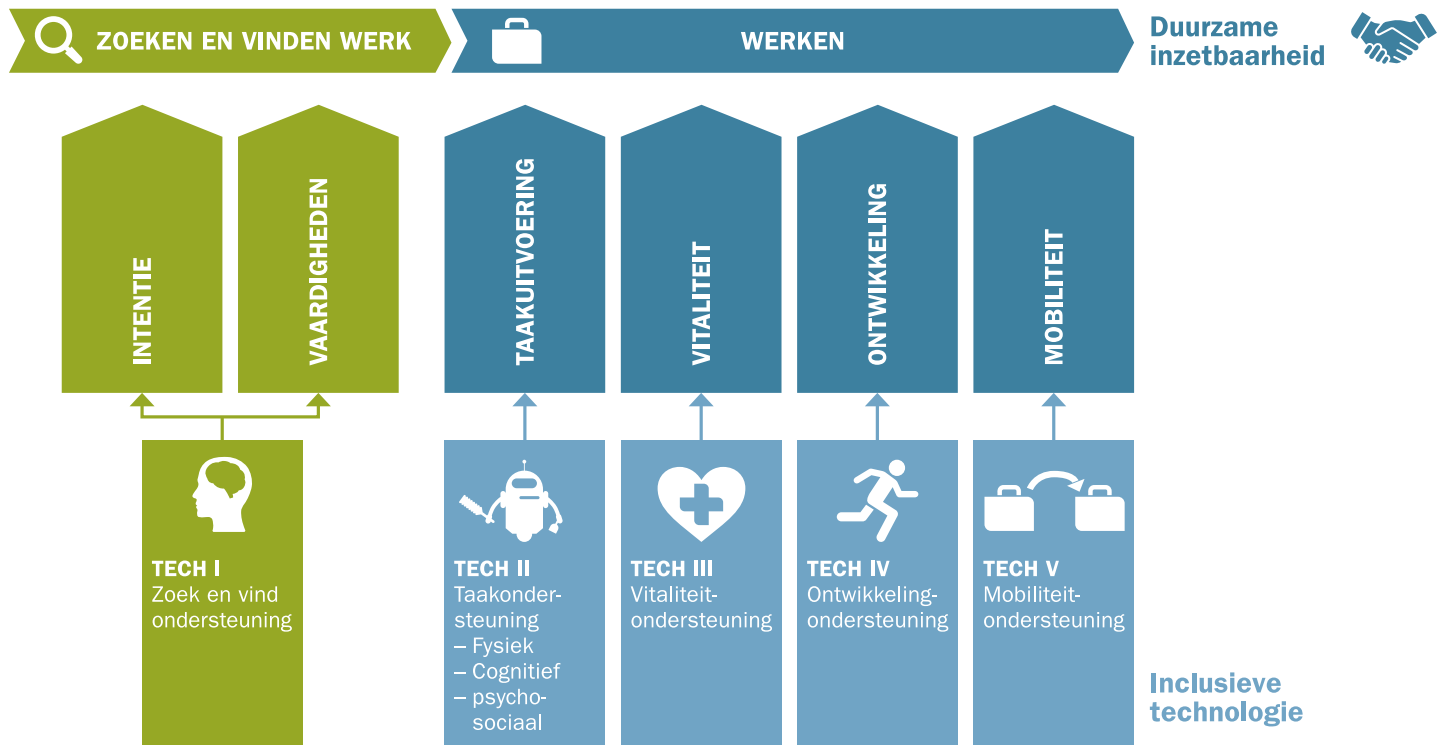 ZOEKEN EN VINDEN WERK
WERKEN
Duurzame
inzetbaarheid
INTENTIE
VAARDIGHEDEN
TAAKUITVOERING
VITALITEIT
ONTWIKKELING
MOBILITEIT
TECH I
Zoek en vind
ondersteuning
TECH II
Taakonder-
steuning
– Fysiek
– Cognitief
– psycho-
sociaal
TECH III
Vitaliteit-
ondersteuning
TECH IV
Ontwikkeling-
ondersteuning
TECH V
Mobiliteit-
ondersteuning
Inclusieve
technologie